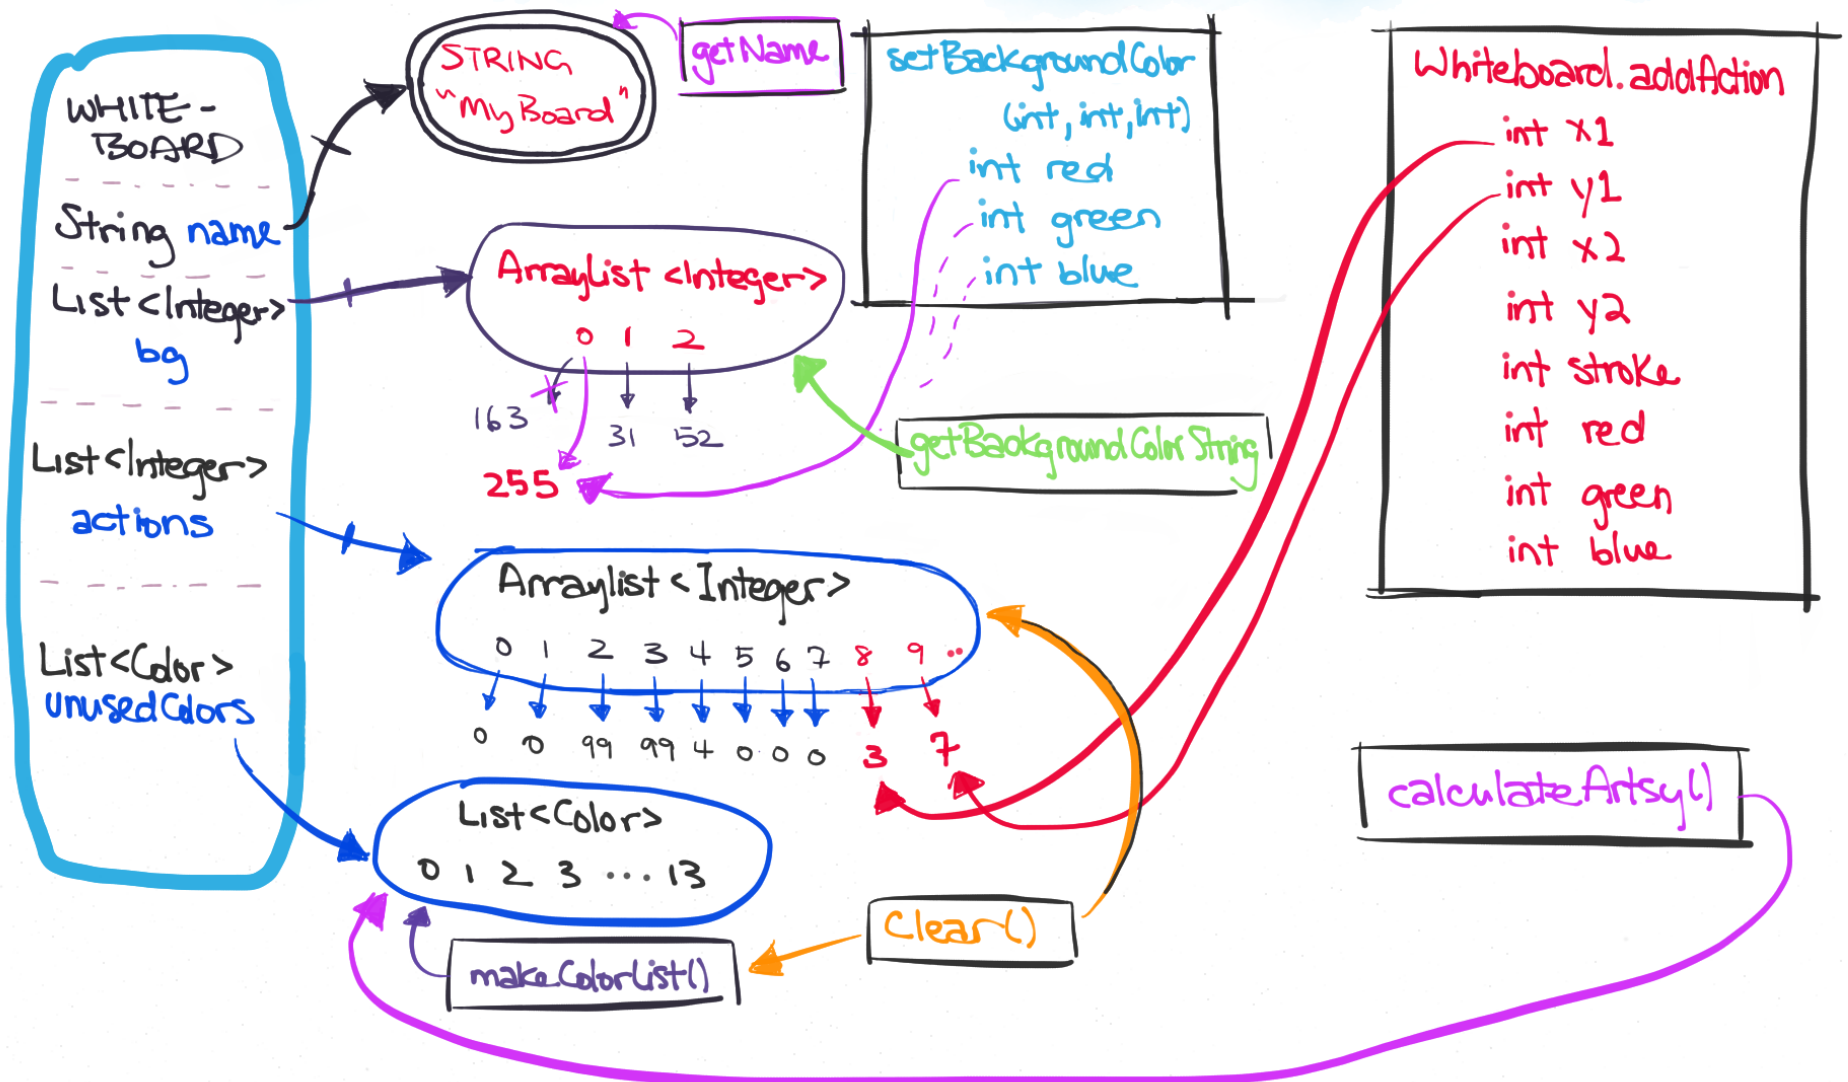 WHITE-
BOARD
String name
List<Integer>
bg
List<Integer>
actions
List<Color>
unusedColors
STRING
"My Board"
getName
setBackgroundColor
(int, int, int)
int red
int green
int blue
Whiteboard.addAction
int x1
int y1
int x2
int y2
int stroke
int red
int green
int blue
ArrayList <Integer>
0 1 2
163 31 52
255
getBackgroundColorString
Arraylist<Integer>
0 1 2 3 4 5 6 7 8 9 ..
0 0 99 99 4 0 0 0 3 7
List<Color>
0 1 2 3 ... 13
calculateArtsy()
Clear()
makeColorList()